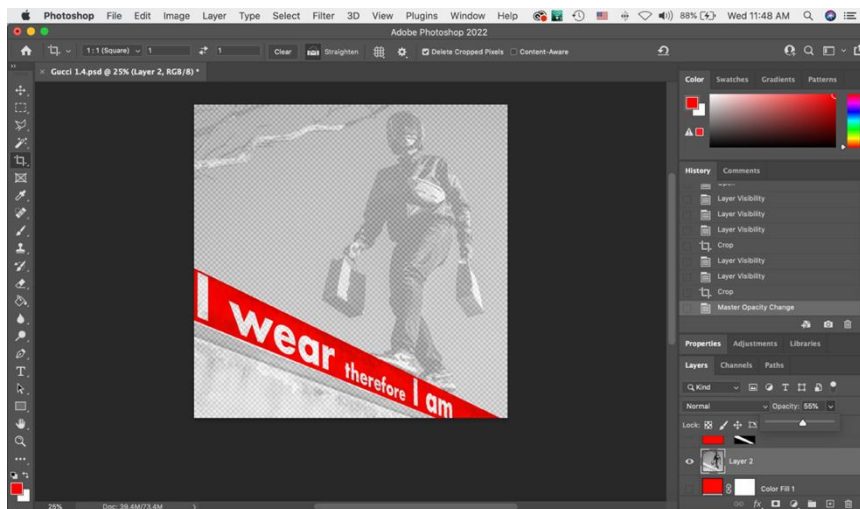 Photoshop File Edit Image Layer Type Select Filter 3D View Plugins Window Help 88% Wed 11:48 AM
Adobe Photoshop 2022
1:1 (Square) 1 1 Clear Straighten Delete Cropped Pixels Content-Aware
× Gucci 1.4.psd @ 25% (Layer 2, RGB/8) *
I wear therefore I am
25% Doc: 39.4M/73.4M
Color Swatches Gradients Patterns
History Comments
Layer Visibility
Layer Visibility
Layer Visibility
Crop
Layer Visibility
Layer Visibility
Crop
Master Opacity Change
Properties Adjustments Libraries
Layers Channels Paths
Kind
Normal Opacity: 55%
Lock:
Layer 2
Color Fill 1